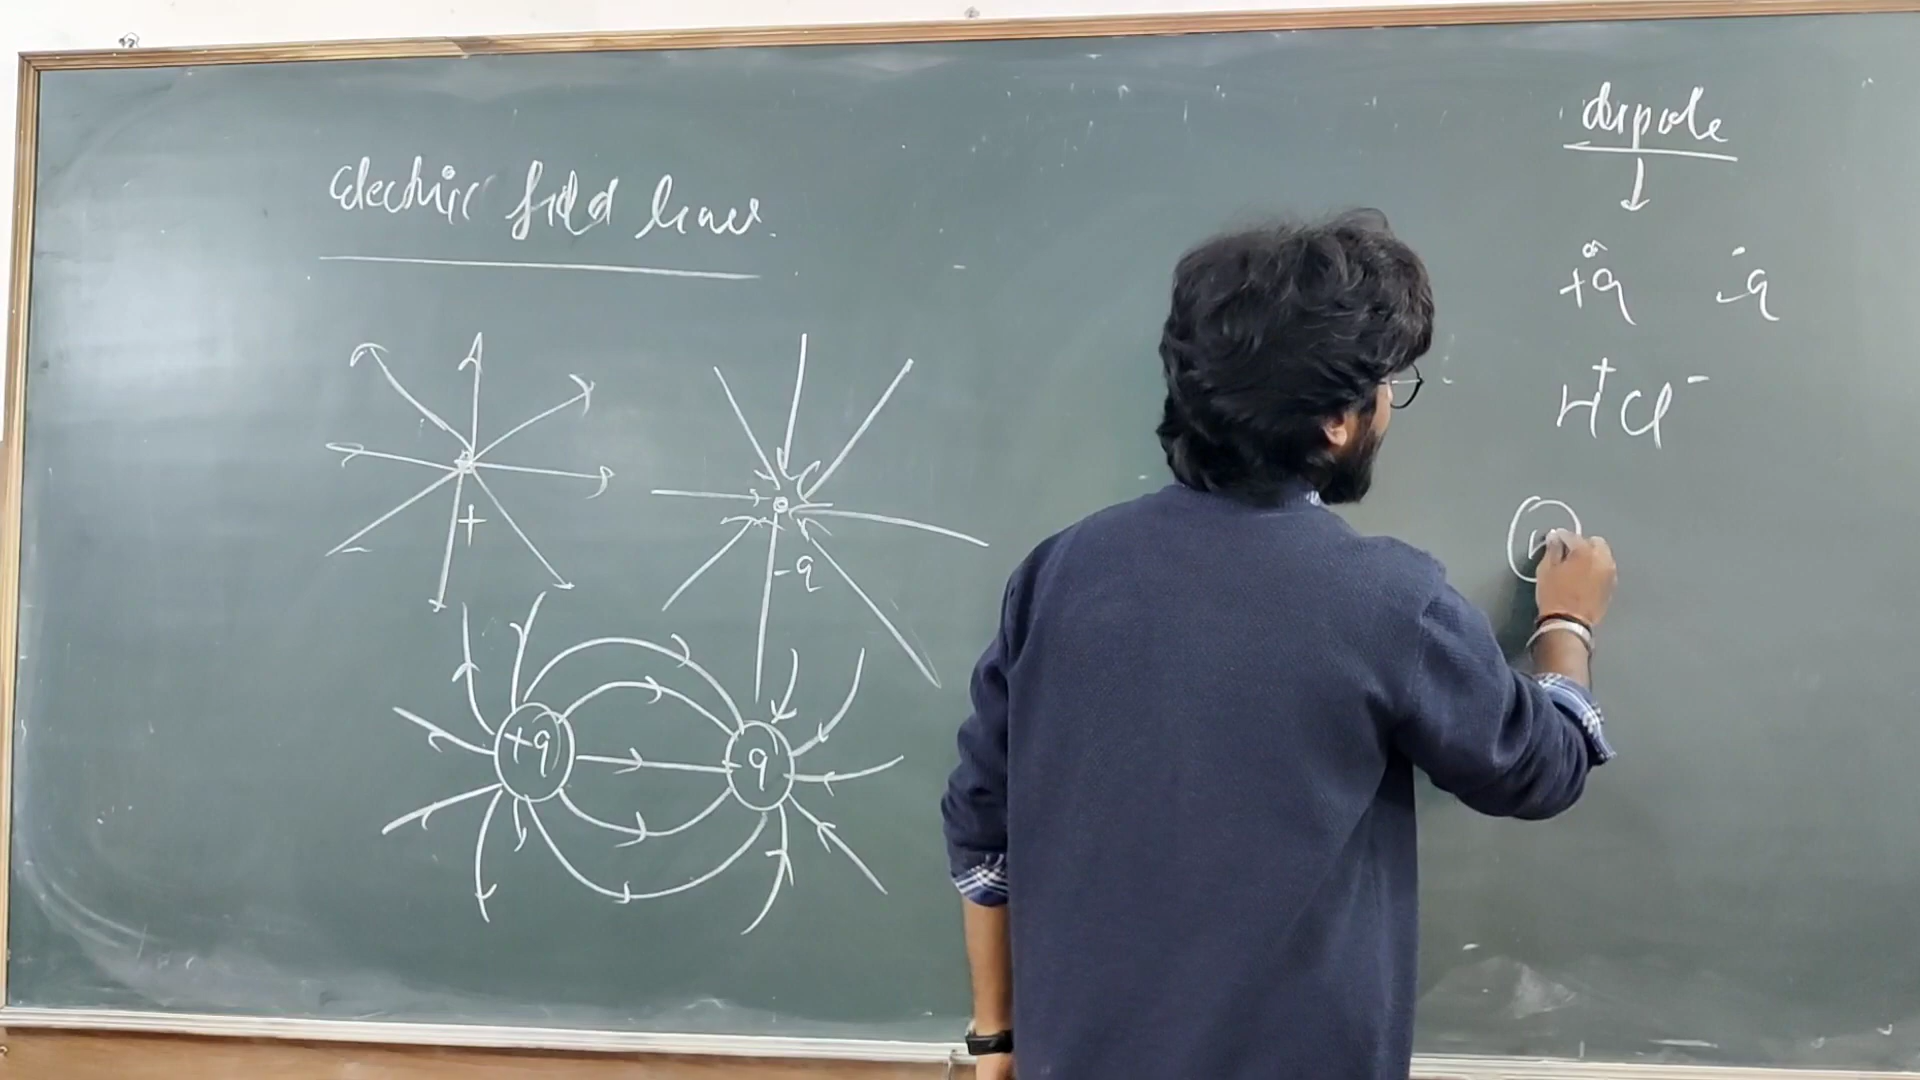 Electric field lines.
+
-q
+q
-q
dipole
+q -q
H+ Cl-
H